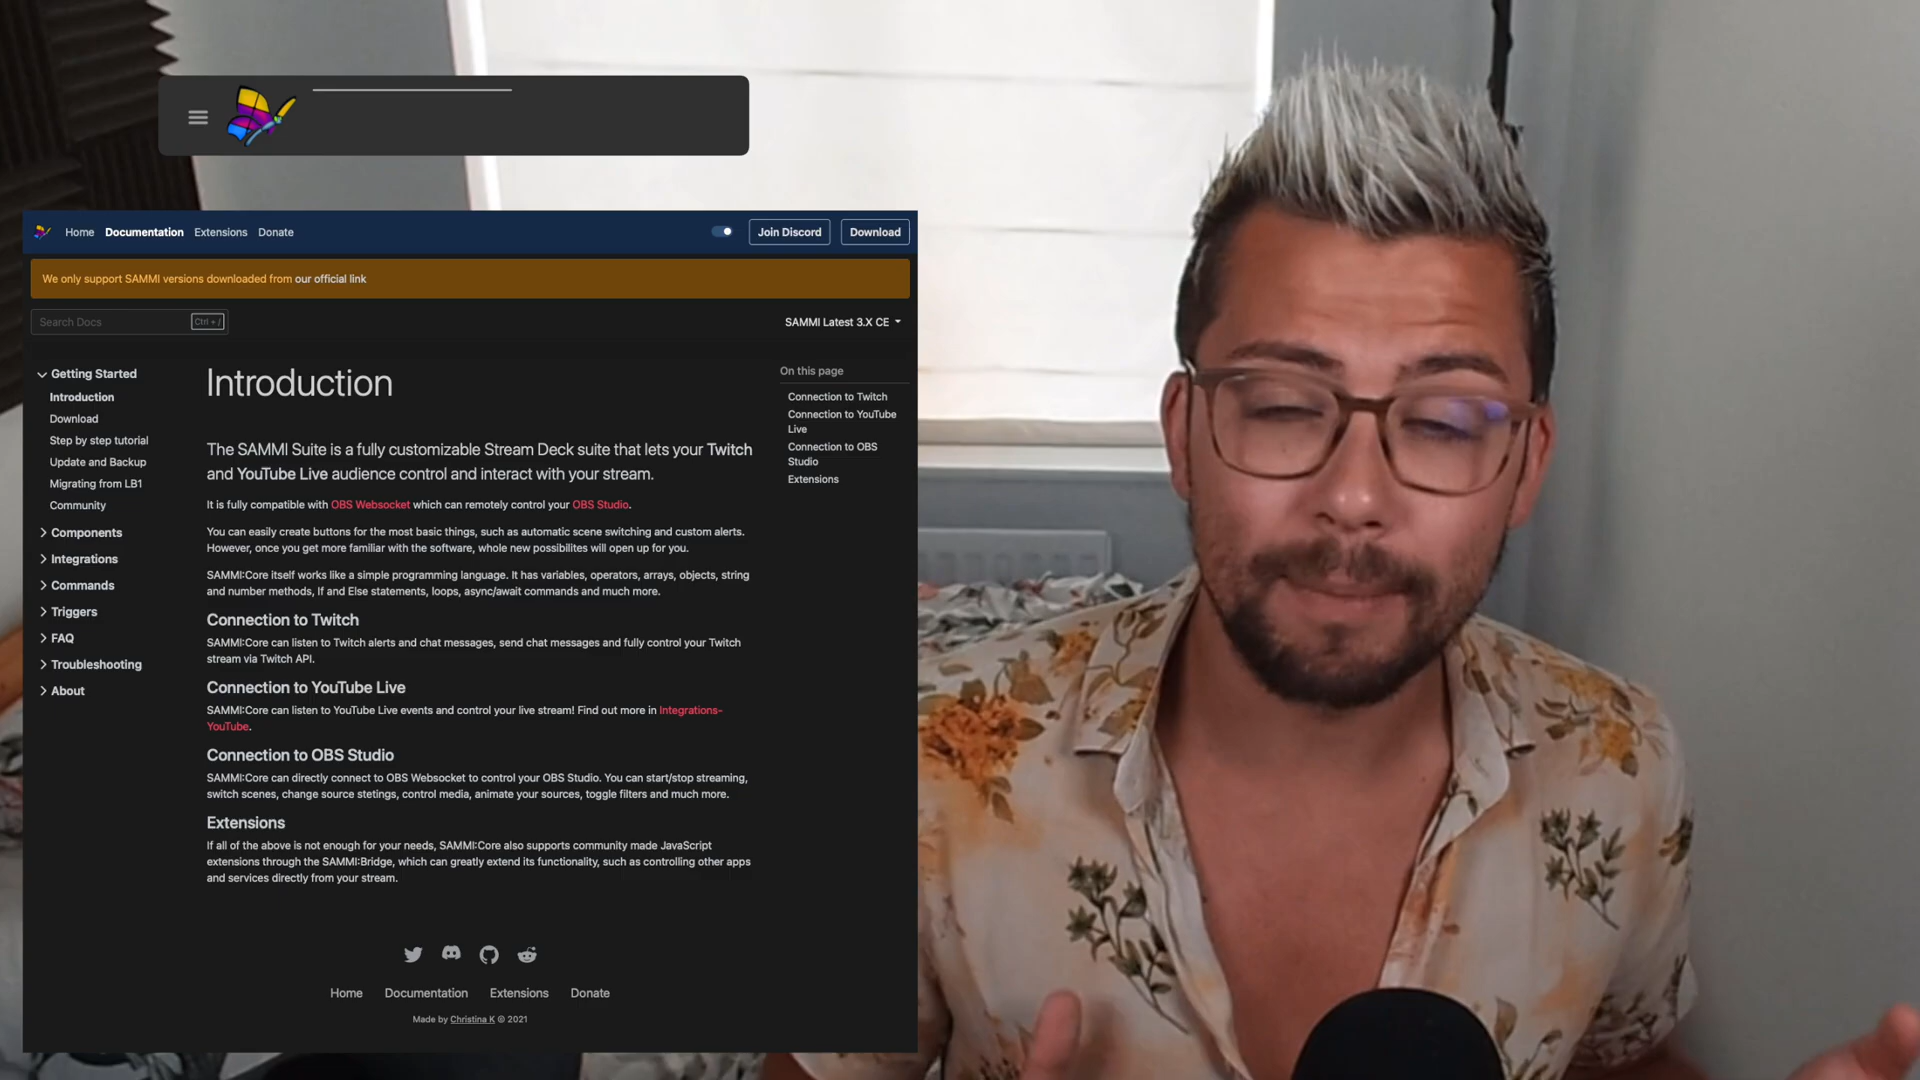 Home Documentation Extensions Donate Join Discord Download
We only support SAMMI versions downloaded from our official link
Search Docs Ctrl + / SAMMI Latest 3.X CE
Getting Started
Introduction
Download
Step by step tutorial
Update and Backup
Migrating from LB1
Community
Components
Integrations
Commands
Triggers
FAQ
Troubleshooting
About
Introduction
The SAMMI Suite is a fully customizable Stream Deck suite that lets your Twitch
and YouTube Live audience control and interact with your stream.
It is fully compatible with OBS Websocket which can remotely control your OBS Studio.
You can easily create buttons for the most basic things, such as automatic scene switching and custom alerts.
However, once you get more familiar with the software, whole new possibilites will open up for you.
SAMMI:Core itself works like a simple programming language. It has variables, operators, arrays, objects, string
and number methods, If and Else statements, loops, async/await commands and much more.
Connection to Twitch
SAMMI:Core can listen to Twitch alerts and chat messages, send chat messages and fully control your Twitch
stream via Twitch API.
Connection to YouTube Live
SAMMI:Core can listen to YouTube Live events and control your live stream! Find out more in Integrations-
YouTube.
Connection to OBS Studio
SAMMI:Core can directly connect to OBS Websocket to control your OBS Studio. You can start/stop streaming,
switch scenes, change source stetings, control media, animate your sources, toggle filters and much more.
Extensions
If all of the above is not enough for your needs, SAMMI:Core also supports community made JavaScript
extensions through the SAMMI:Bridge, which can greatly extend its functionality, such as controlling other apps
and services directly from your stream.
On this page
Connection to Twitch
Connection to YouTube
Live
Connection to OBS
Studio
Extensions
Home Documentation Extensions Donate
Made by Christina K © 2021